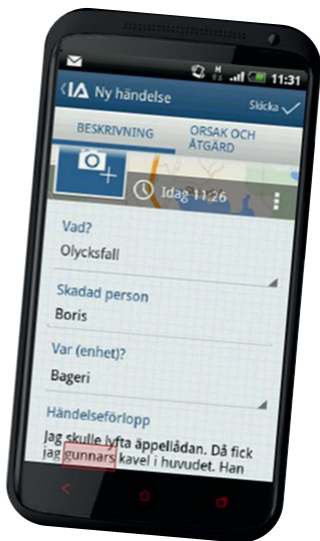 H
11:31
IA Ny händelse
Skicka
BESKRIVNING
ORSAK OCH
ÅTGÄRD
Idag 11:26
Vad?
Olycksfall
Skadad person
Boris
Var (enhet)?
Bageri
Händelseförlopp
Jag skulle lyfta äppellådan. Då fick
jag gunnars kavel i huvudet. Han